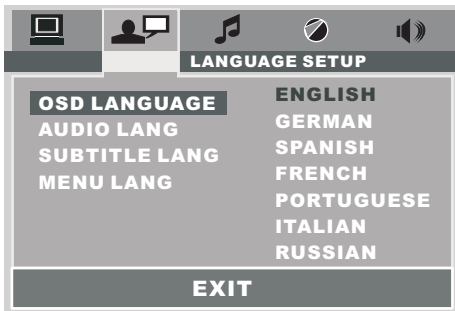 LANGUAGE SETUP
OSD LANGUAGE
AUDIO LANG
SUBTITLE LANG
MENU LANG
ENGLISH
GERMAN
SPANISH
FRENCH
PORTUGUESE
ITALIAN
RUSSIAN
EXIT